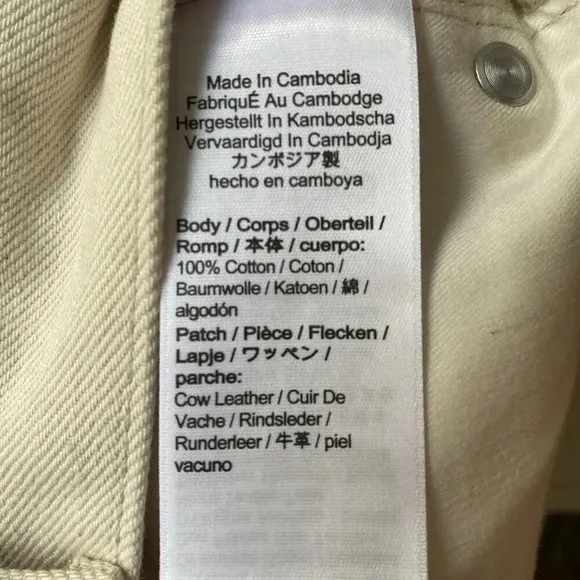 Made In Cambodia
FabriquÉ Au Cambodge
Hergestellt In Kambodscha
Vervaardigd In Cambodja
カンボジア製
hecho en camboya
Body / Corps / Oberteil /
Romp / 本体 / cuerpo:
100% Cotton / Coton /
Baumwolle / Katoen / 綿 /
algodón
Patch / Pièce / Flecken /
Lapje / ワッペン /
parche:
Cow Leather / Cuir De
Vache / Rindsleder /
Runderleer / 牛革 / piel
vacuno